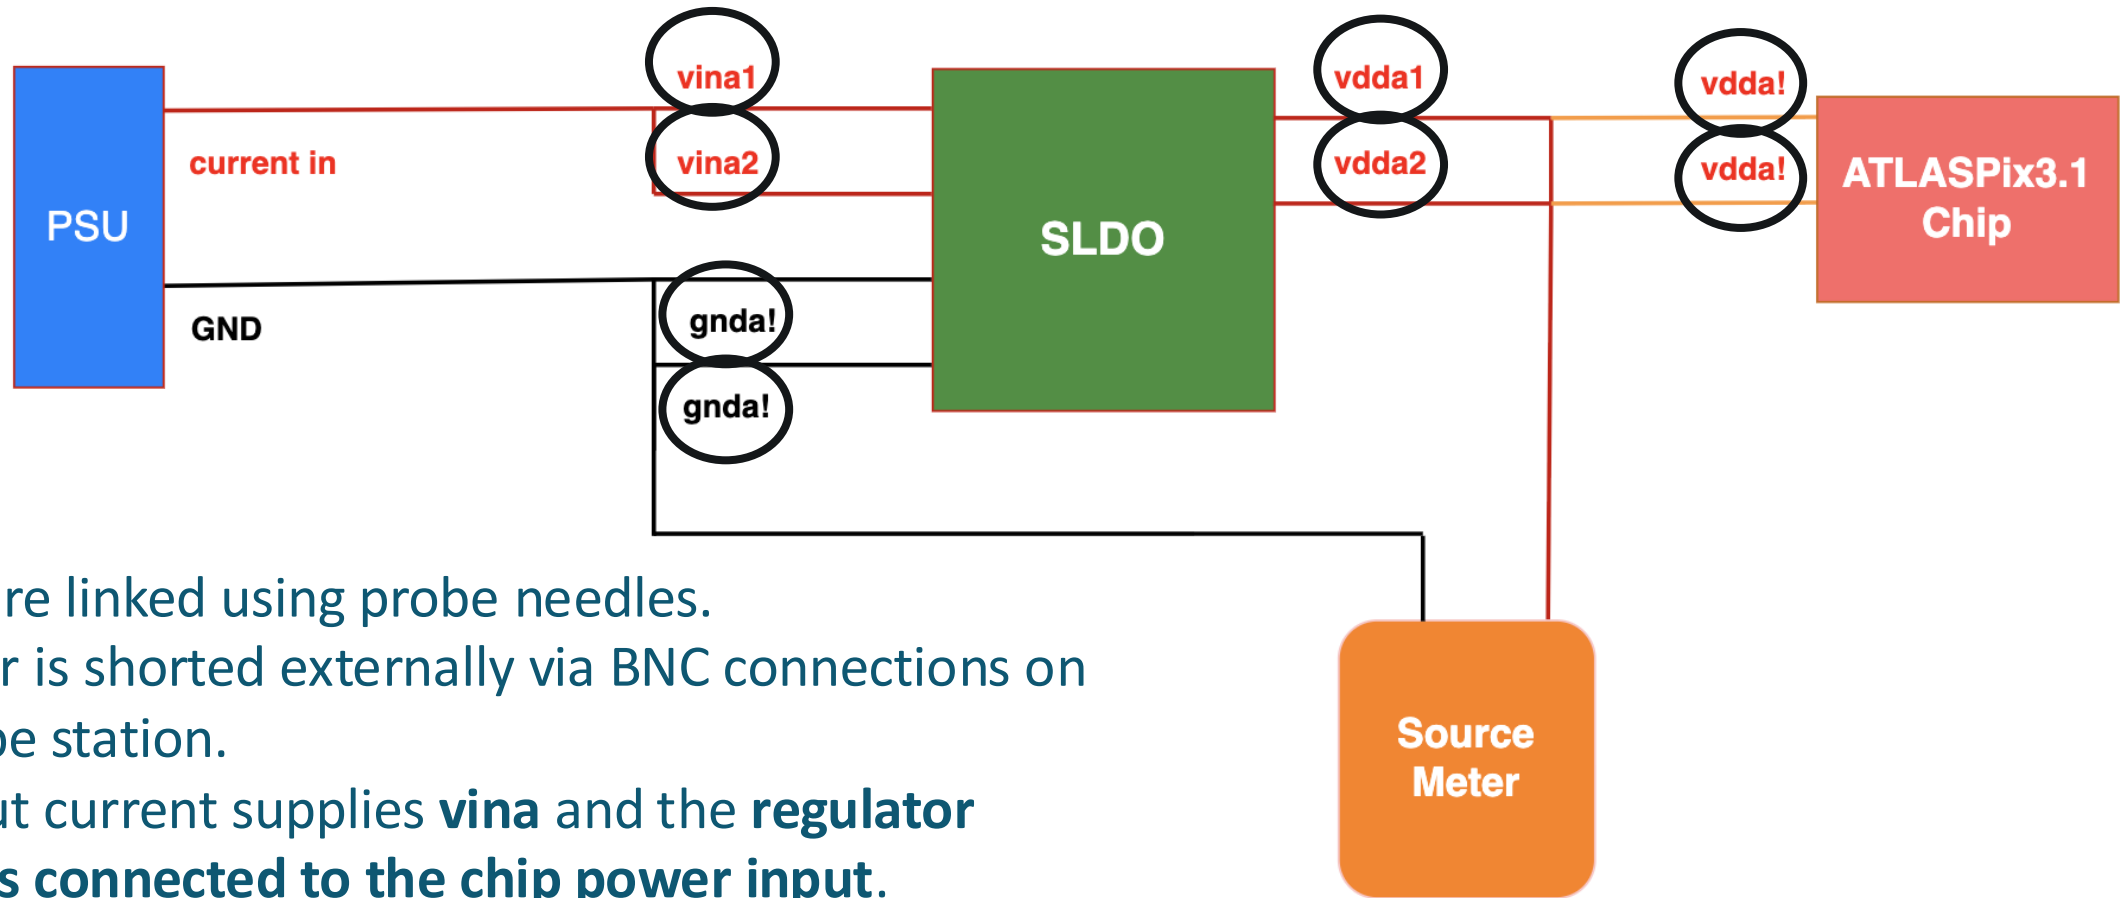 vina1
vdda1
vdda!
current in
vina2
vdda2
vdda!
ATLASPix3.1
Chip
PSU
SLDO
GND
gnda!
gnda!
re linked using probe needles.
r is shorted externally via BNC connections on
be station.
ut current supplies vina and the regulator
s connected to the chip power input.
Source
Meter